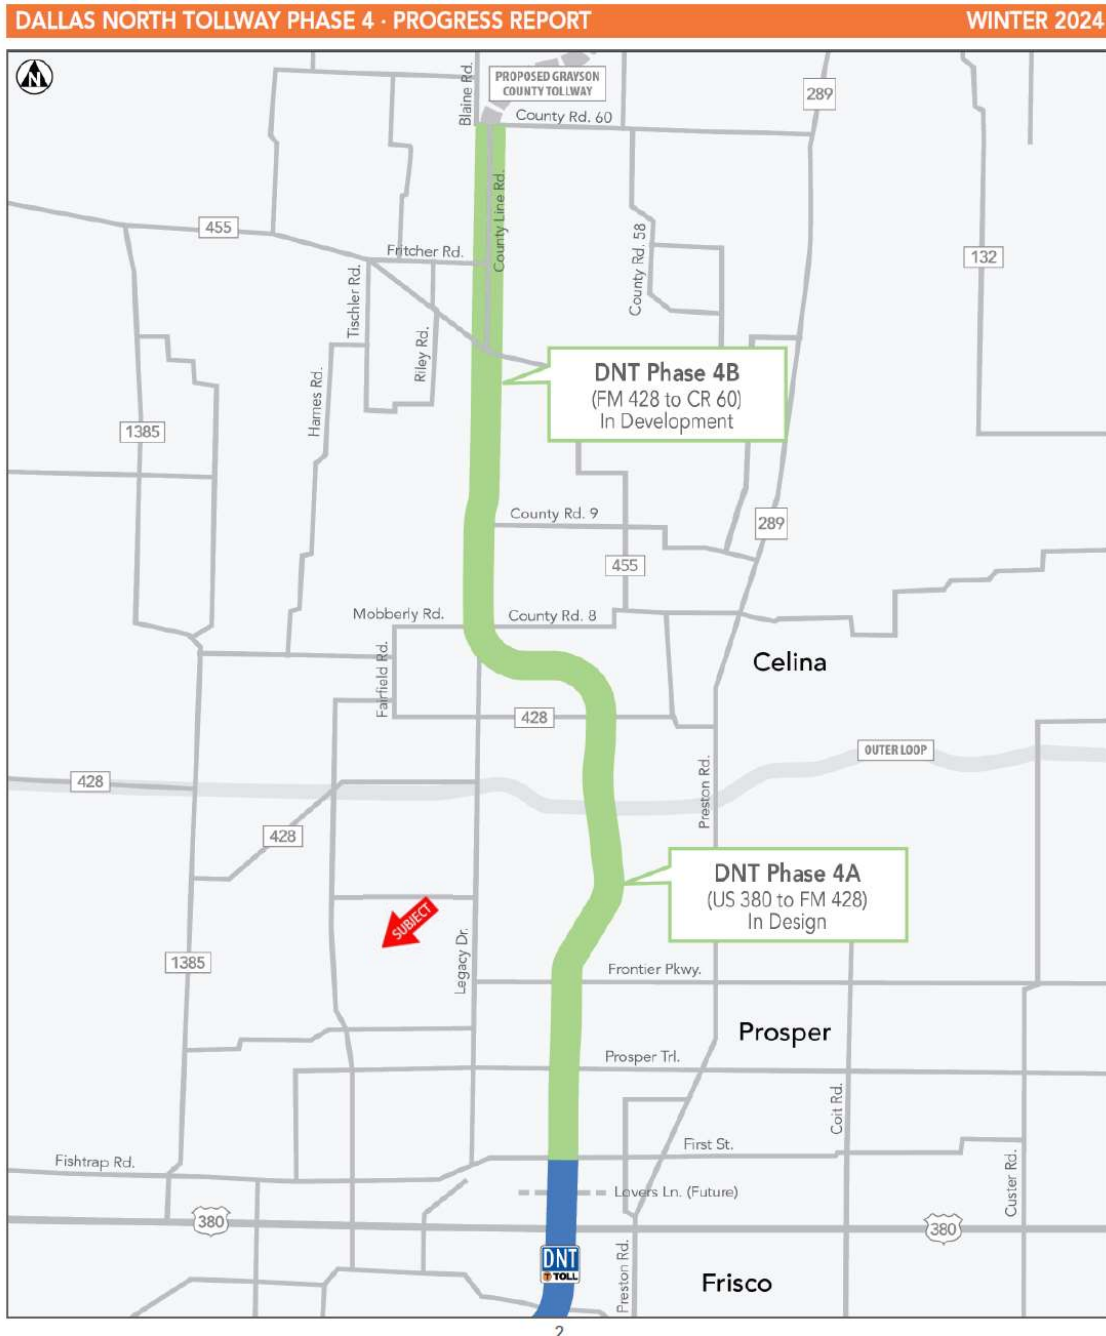 DALLAS NORTH TOLLWAY PHASE 4 · PROGRESS REPORT
WINTER 2024
N
Blaine Rd.
PROPOSED GRAYSON
COUNTY TOLLWAY
289
County Rd. 60
455
Fritcher Rd.
County Line Rd.
County Rd. 58
132
Tischler Rd.
Riley Rd.
Harnes Rd.
DNT Phase 4B
(FM 428 to CR 60)
In Development
1385
County Rd. 9
289
455
Mobberly Rd.
County Rd. 8
Fairfield Rd.
Celina
428
OUTER LOOP
428
Preston Rd.
428
DNT Phase 4A
(US 380 to FM 428)
In Design
SUBJECT
1385
Legacy Dr.
Frontier Pkwy.
Prosper
Prosper Trl.
Coit Rd.
First St.
Fishtrap Rd.
Custer Rd.
Lovers Ln. (Future)
380
380
Preston Rd.
DNT
TOLL
Frisco
2